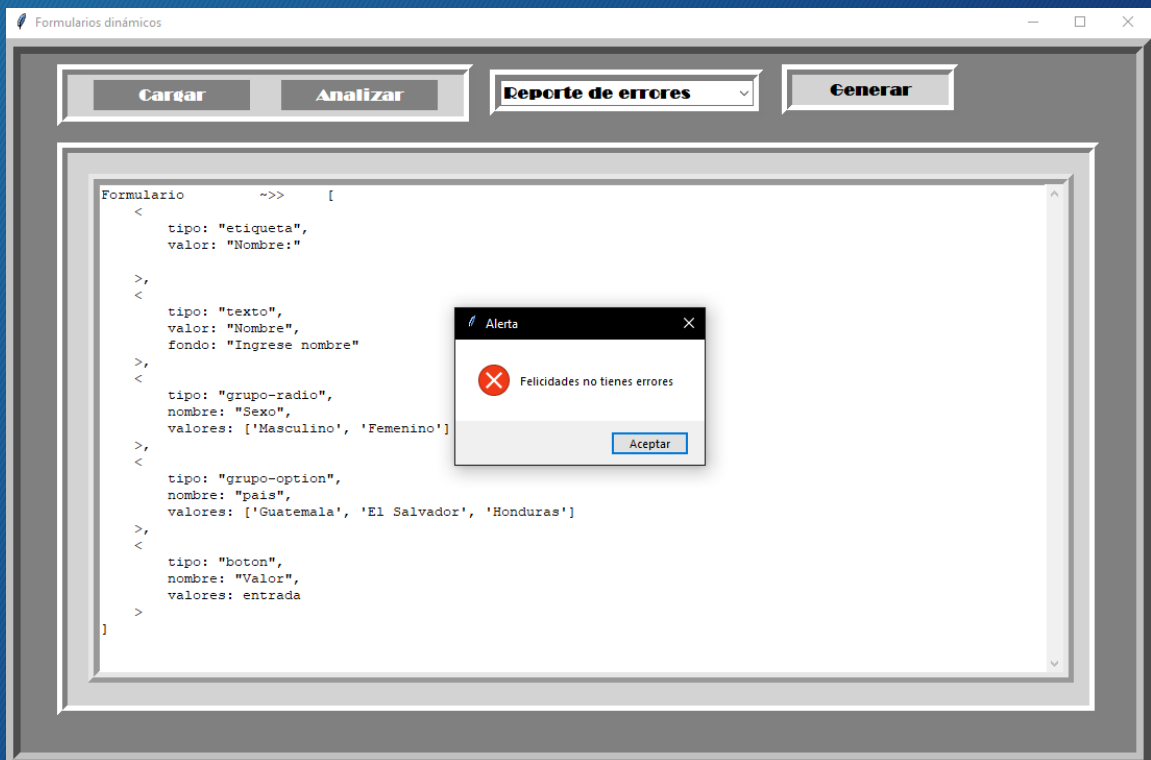 Formularios dinámicos
Cargar
Analizar
Reporte de errores
Generar
Formulario ~>> [
<
tipo: "etiqueta",
valor: "Nombre:"
>,
<
tipo: "texto",
valor: "Nombre",
fondo: "Ingrese nombre"
>,
<
tipo: "grupo-radio",
nombre: "Sexo",
valores: ['Masculino', 'Femenino']
>,
<
tipo: "grupo-option",
nombre: "pais",
valores: ['Guatemala', 'El Salvador', 'Honduras']
>,
<
tipo: "boton",
nombre: "Valor",
valores: entrada
>
]
Alerta
Felicidades no tienes errores
Aceptar